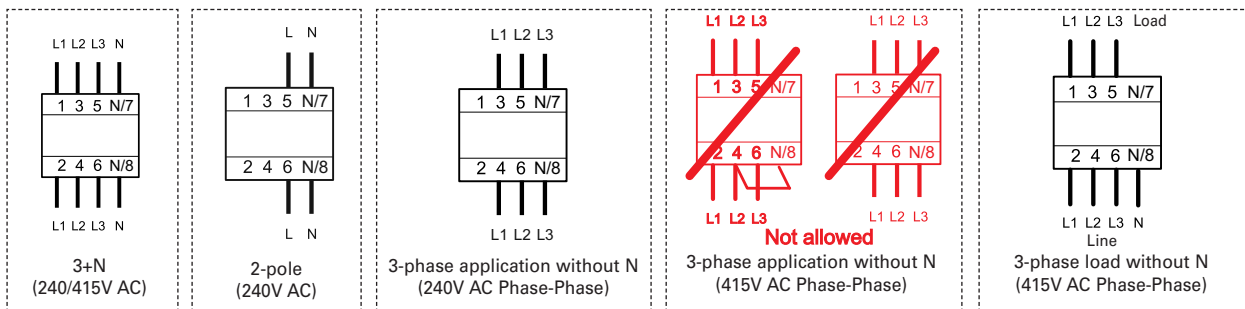 L1 L2 L3 N
1 3 5 N/7
2 4 6 N/8
L1 L2 L3 N
3+N
(240/415V AC)
L N
1 3 5 N/7
2 4 6 N/8
L N
2-pole
(240V AC)
L1 L2 L3
1 3 5 N/7
2 4 6 N/8
L1 L2 L3
3-phase application without N
(240V AC Phase-Phase)
L1 L2 L3
1 3 5 N/7
2 4 6 N/8
L1 L2 L3
L1 L2 L3
1 3 5 N/7
2 4 6 N/8
L1 L2 L3
Not allowed
3-phase application without N
(415V AC Phase-Phase)
L1 L2 L3 Load
1 3 5 N/7
2 4 6 N/8
L1 L2 L3 N
Line
3-phase load without N
(415V AC Phase-Phase)